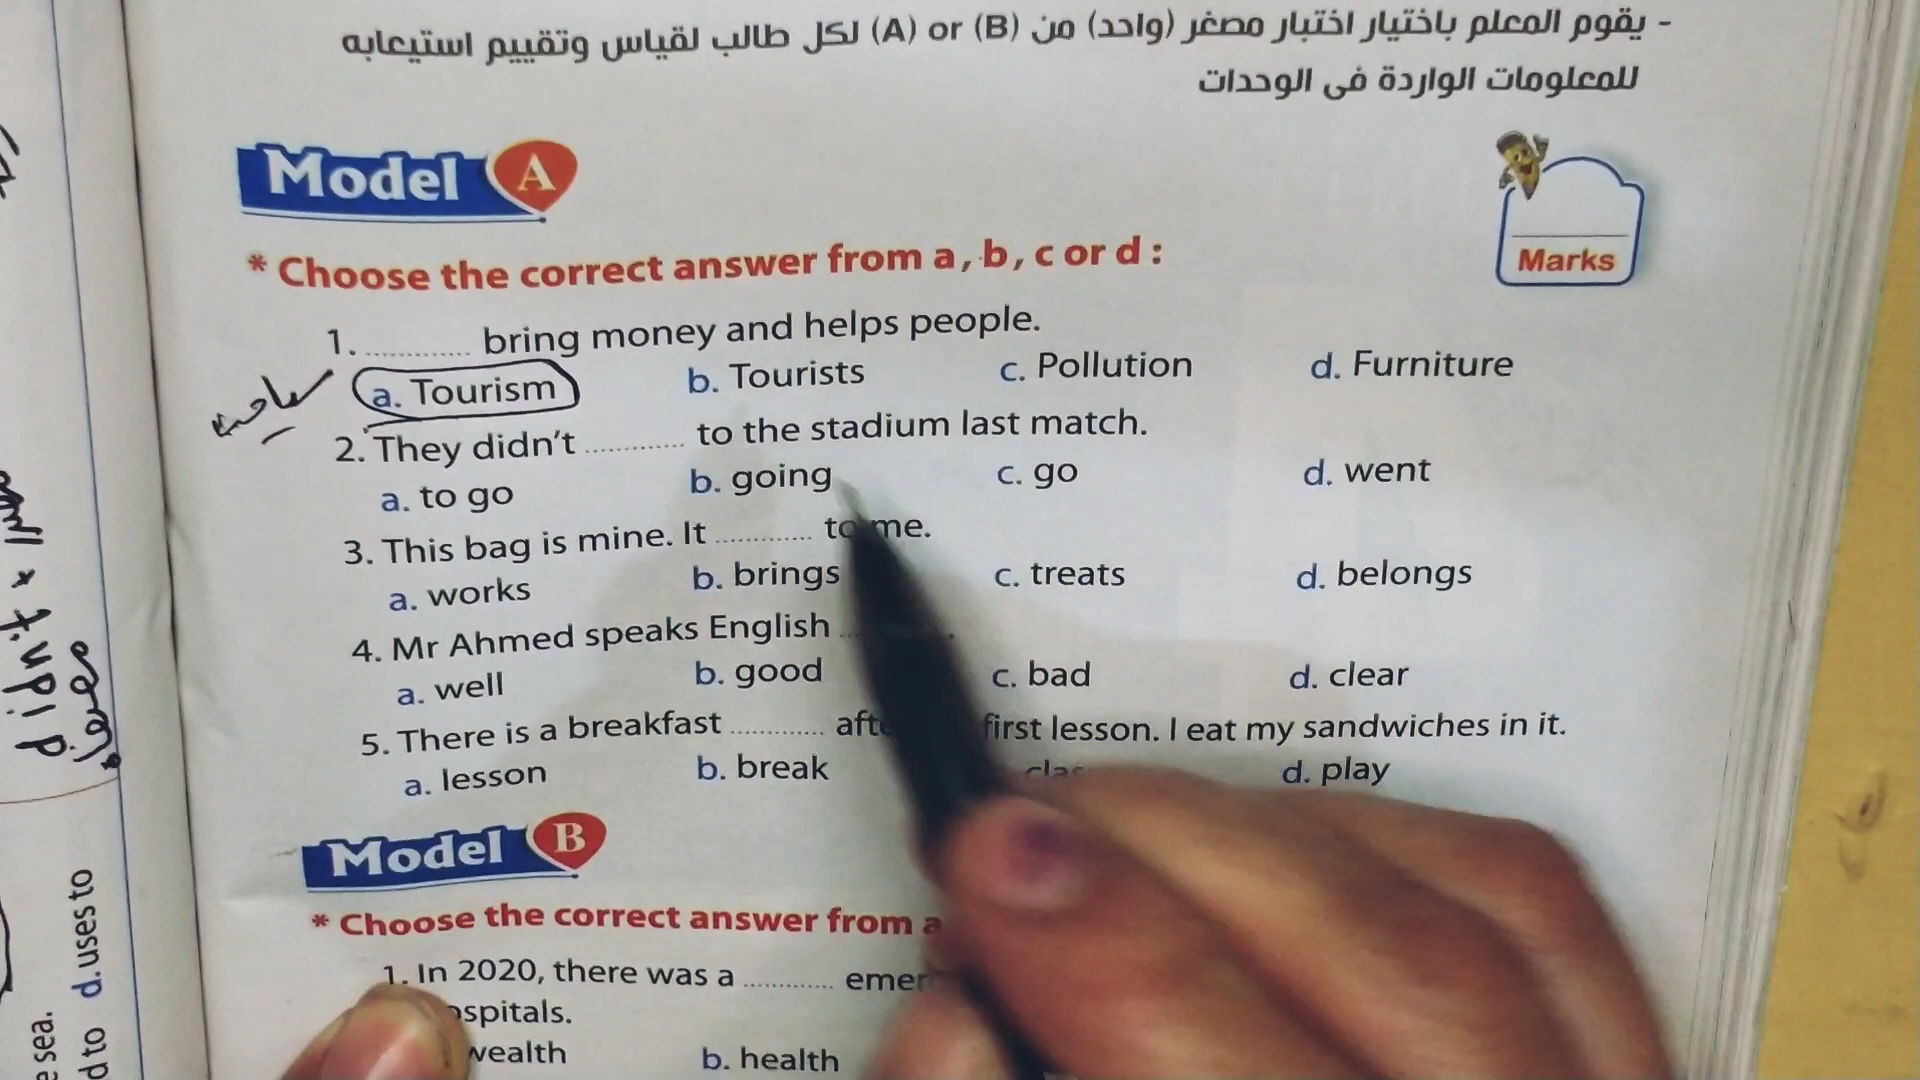 - يقوم المعلم باختيار اختبار مصغر (واحد) من (A) or (B) لكل طالب لقياس وتقييم استيعابه
للمعلومات الواردة فى الوحدات
Model A
Marks
* Choose the correct answer from a, b, c or d :
1. ............ bring money and helps people.
a. Tourism b. Tourists c. Pollution d. Furniture
سياحة
2. They didn't ............ to the stadium last match.
a. to go b. going c. go d. went
3. This bag is mine. It ............ to me.
a. works b. brings c. treats d. belongs
4. Mr Ahmed speaks English
a. well b. good c. bad d. clear
5. There is a breakfast ............ first lesson. I eat my sandwiches in it.
a. lesson b. break d. play
Model B
* Choose the correct answer from a
1. In 2020, there was a ............
wealth b. health
didn't + مصدر
d. uses to
e sea.
d to